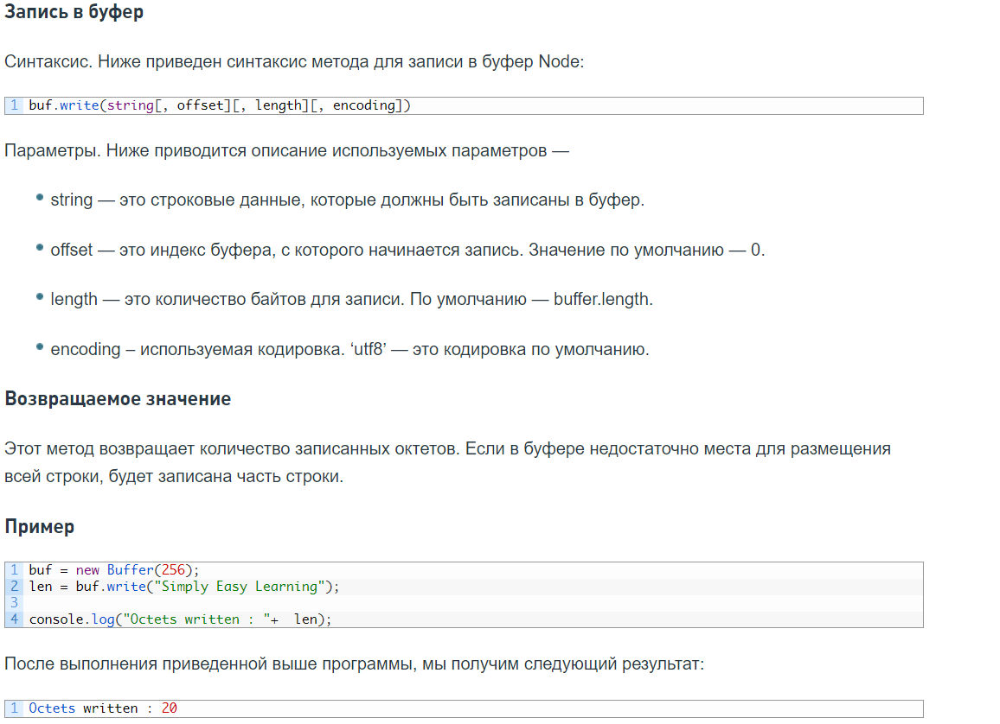 Запись в буфер
Синтаксис. Ниже приведен синтаксис метода для записи в буфер Node:
1 buf.write(string[, offset][, length][, encoding])
Параметры. Ниже приводится описание используемых параметров —
• string — это строковые данные, которые должны быть записаны в буфер.
• offset — это индекс буфера, с которого начинается запись. Значение по умолчанию — 0.
• length — это количество байтов для записи. По умолчанию — buffer.length.
• encoding – используемая кодировка. ‘utf8’ — это кодировка по умолчанию.
Возвращаемое значение
Этот метод возвращает количество записанных октетов. Если в буфере недостаточно места для размещения
всей строки, будет записана часть строки.
Пример
1 buf = new Buffer(256);
2 len = buf.write("Simply Easy Learning");
3
4 console.log("Octets written : "+  len);
После выполнения приведенной выше программы, мы получим следующий результат:
1 Octets written : 20